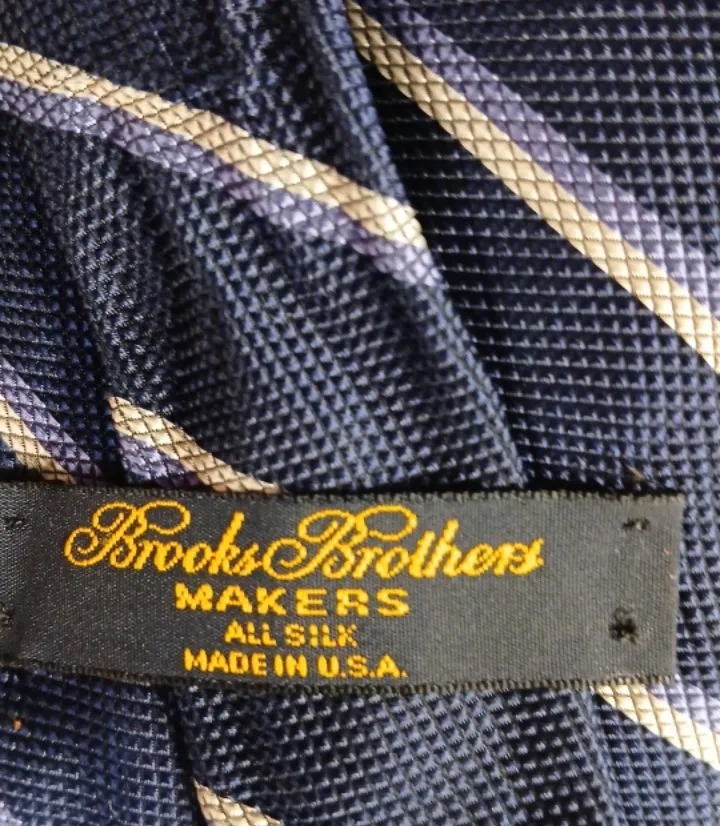 Brooks Brothers
MAKERS
ALL SILK
MADE IN U.S.A.